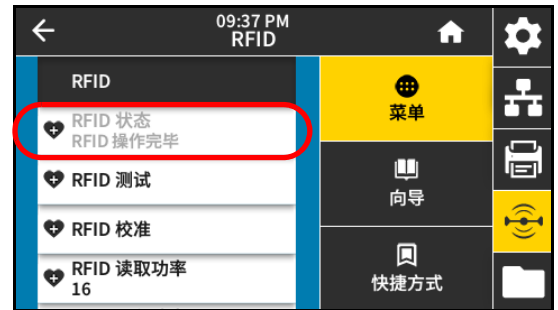 09:37 PM
RFID
RFID
RFID 状态
RFID 操作完毕
RFID 测试
RFID 校准
RFID 读取功率
16
菜单
向导
快捷方式